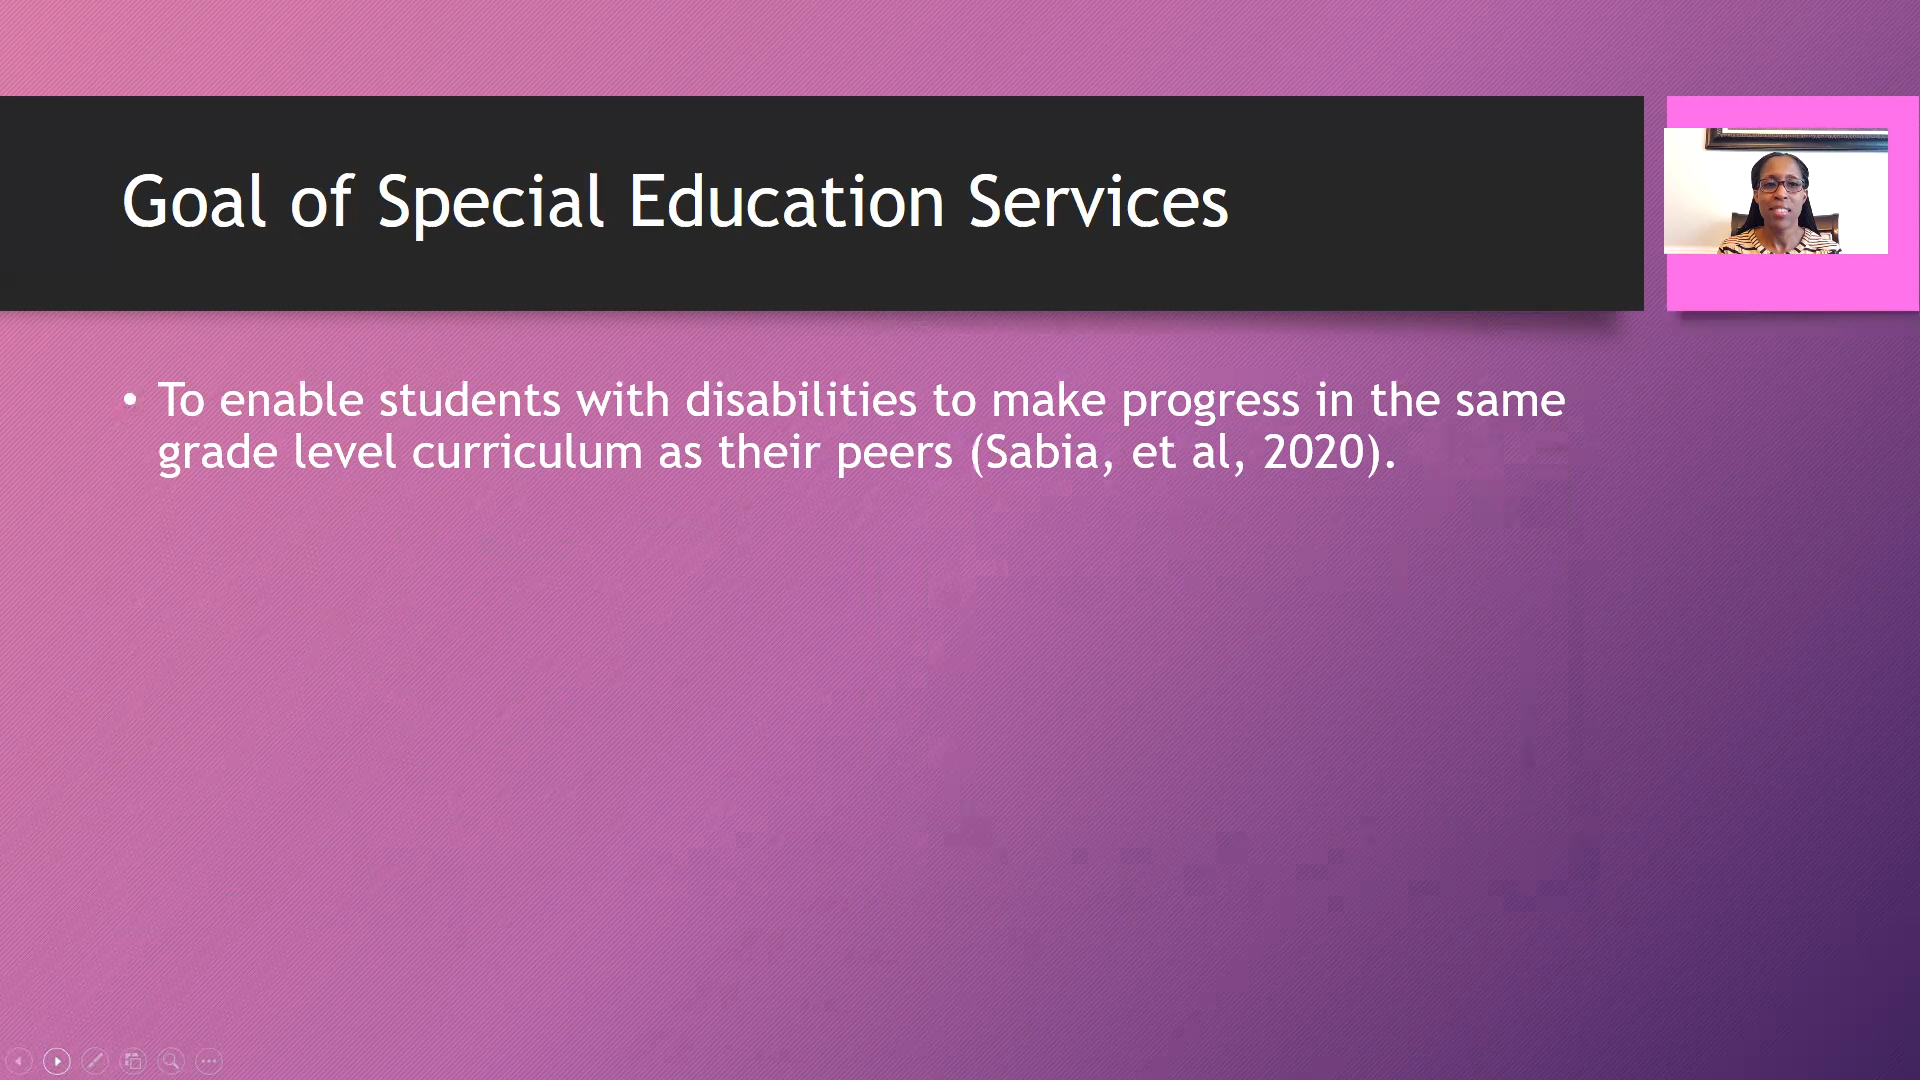 Goal of Special Education Services
• To enable students with disabilities to make progress in the same
grade level curriculum as their peers (Sabia, et al, 2020).